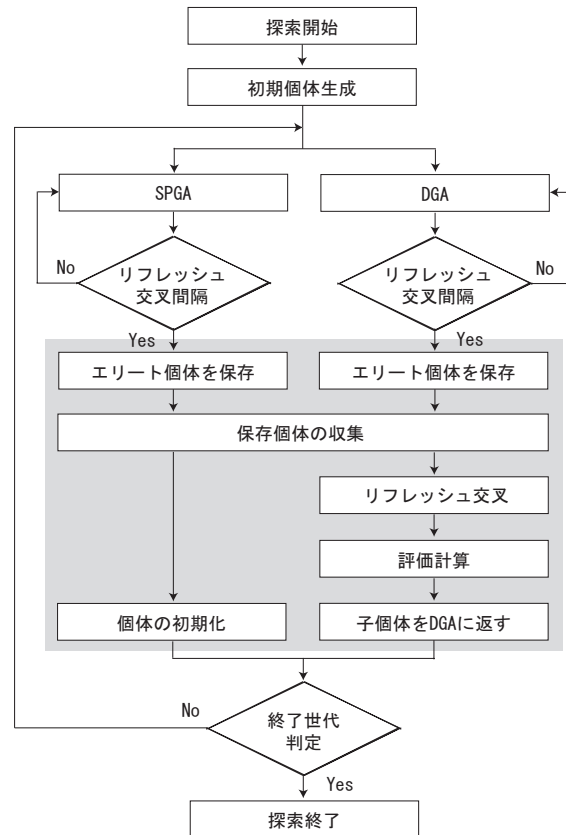 探索開始
初期個体生成
SPGA
DGA
No
リフレッシュ
交叉間隔
リフレッシュ
交叉間隔
No
Yes
Yes
エリート個体を保存
エリート個体を保存
保存個体の収集
リフレッシュ交叉
評価計算
個体の初期化
子個体をDGAに返す
No
終了世代
判定
Yes
探索終了